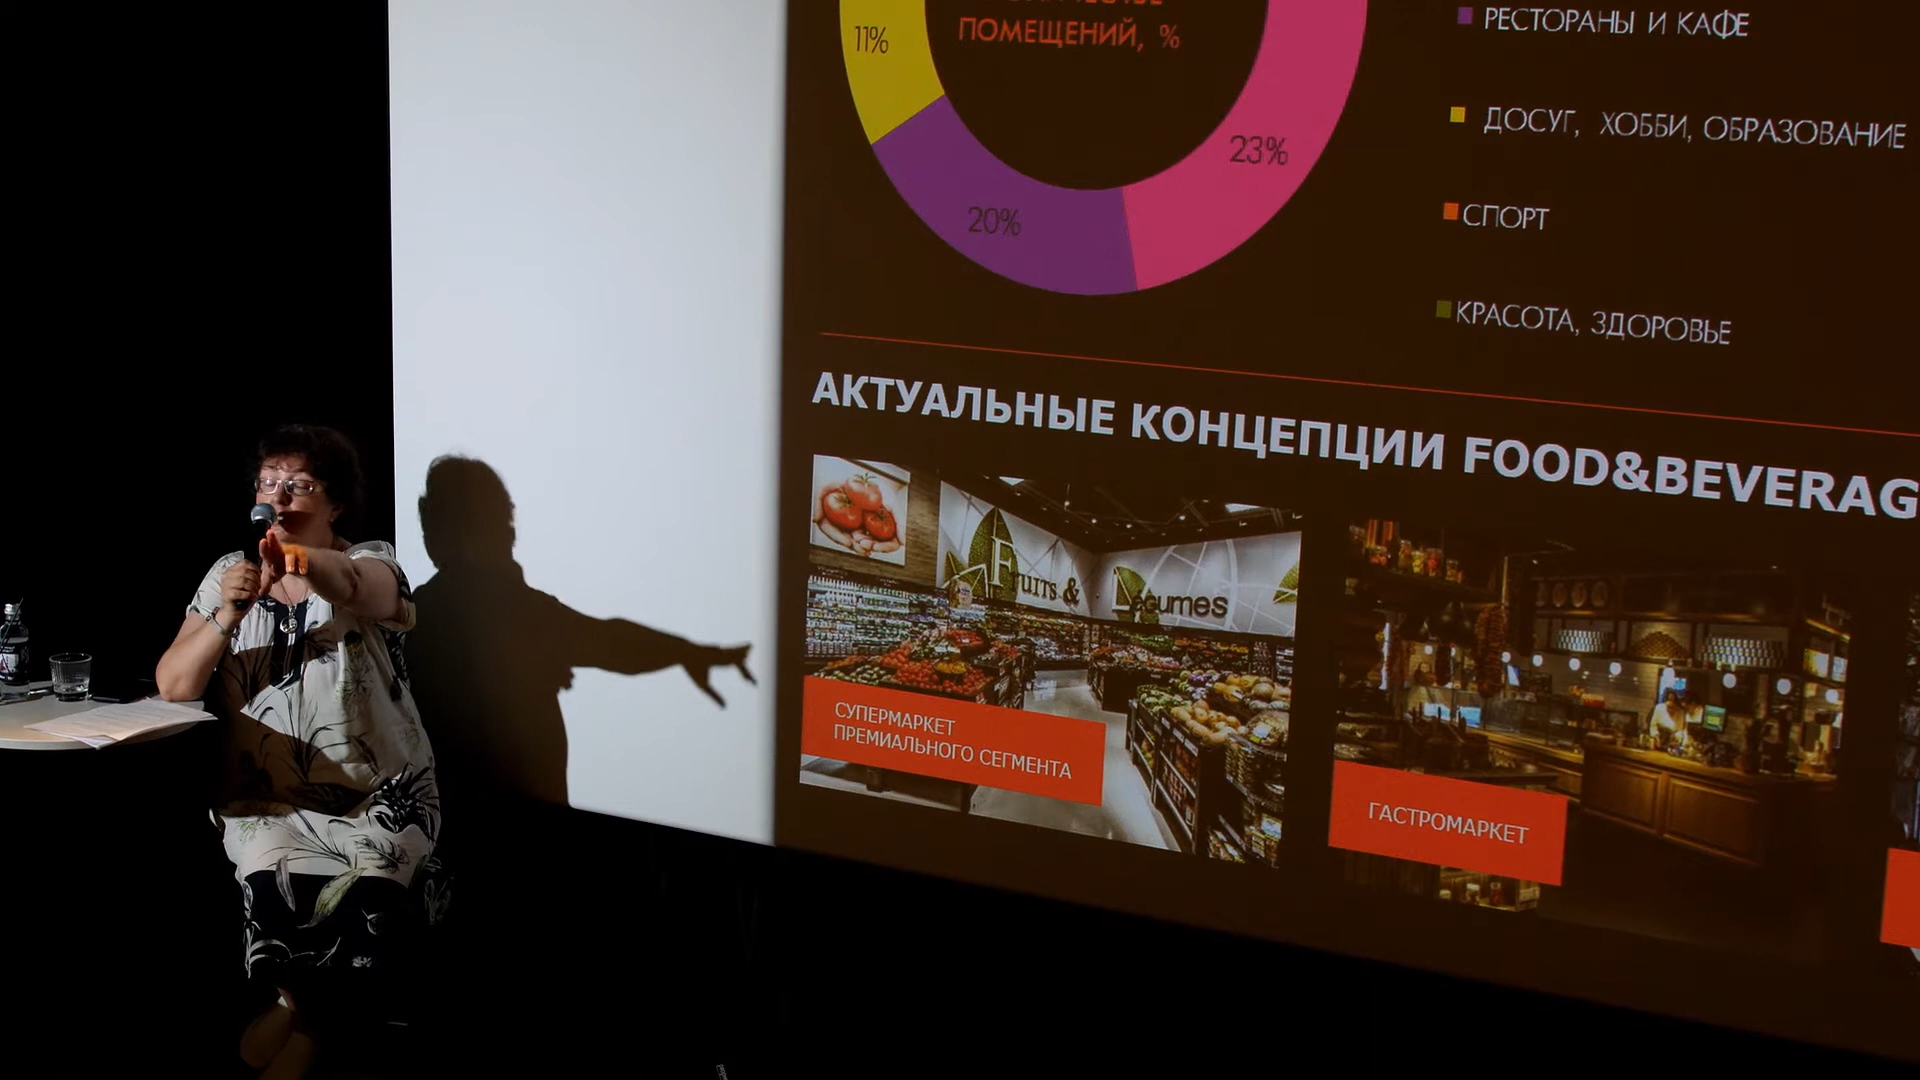 ПОМЕЩЕНИЙ, %
11%
20%
23%
РЕСТОРАНЫ И КАФЕ
ДОСУГ, ХОББИ, ОБРАЗОВАНИЕ
СПОРТ
КРАСОТА, ЗДОРОВЬЕ
АКТУАЛЬНЫЕ КОНЦЕПЦИИ FOOD&BEVERAG
FRUITS &
LEGUMES
СУПЕРМАРКЕТ
ПРЕМИАЛЬНОГО СЕГМЕНТА
ГАСТРОМАРКЕТ